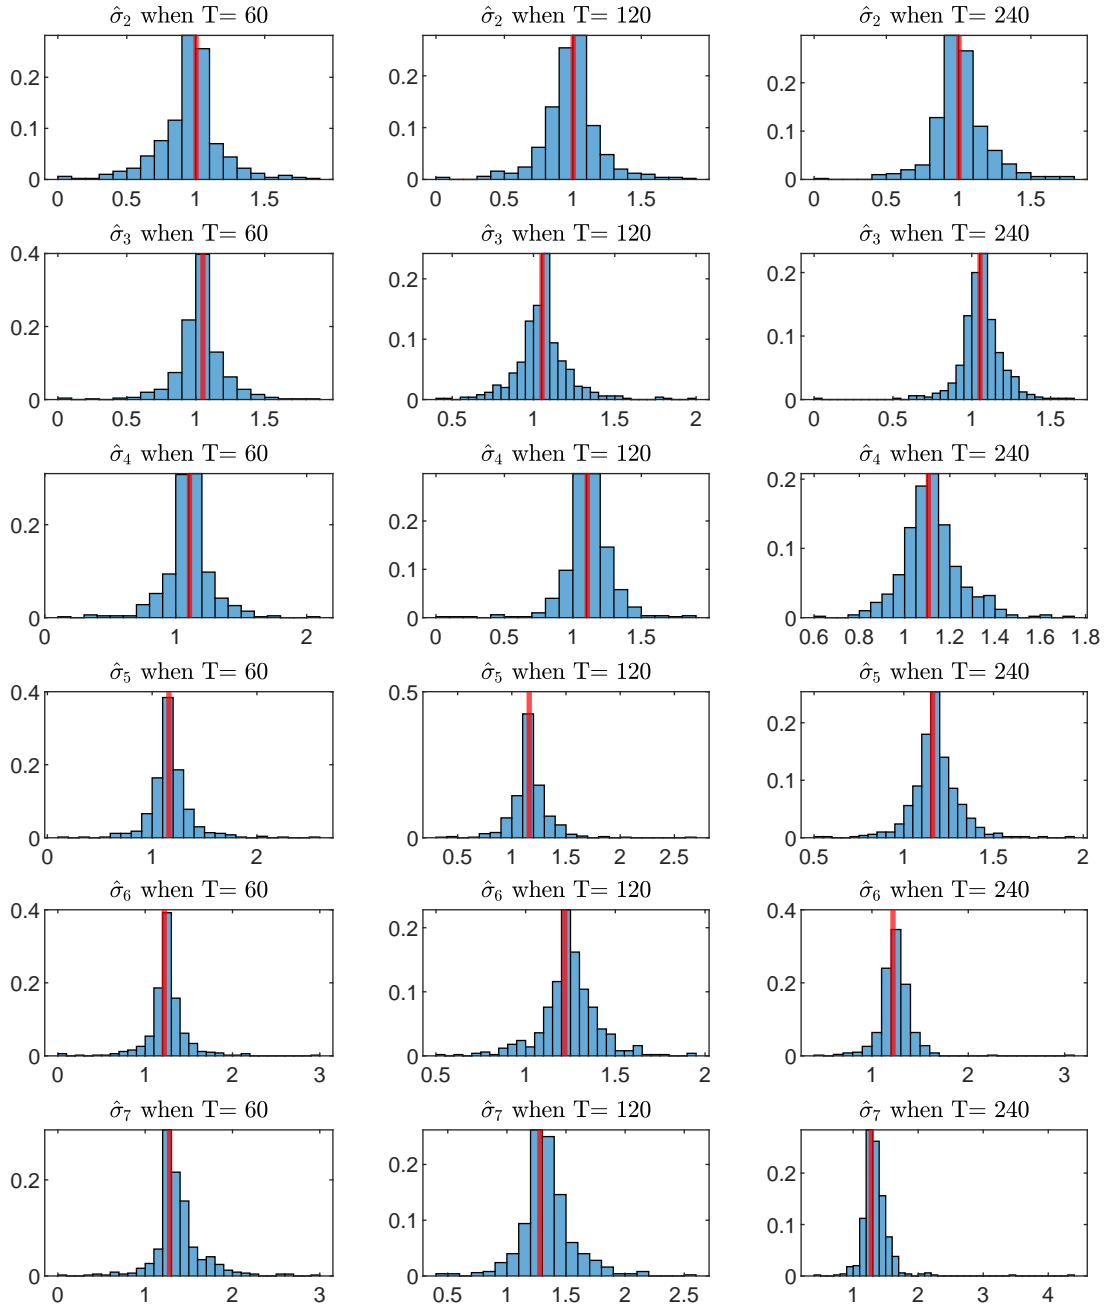 σ̂₂ when T= 60 σ̂₂ when T= 120 σ̂₂ when T= 240
0.2 0.2 0.2
0.1 0.1 0.1
0 0 0
0 0.5 1 1.5 0 0.5 1 1.5 0 0.5 1 1.5
σ̂₃ when T= 60 σ̂₃ when T= 120 σ̂₃ when T= 240
0.4 0.2 0.2
0.2 0.1 0.1
0 0 0
0 0.5 1 1.5 0.5 1 1.5 2 0 0.5 1 1.5
σ̂₄ when T= 60 σ̂₄ when T= 120 σ̂₄ when T= 240
0.2 0.2 0.2
0.1 0.1
0 0 0
0 1 2 0 0.5 1 1.5 0.6 0.8 1 1.2 1.4 1.6 1.8
σ̂₅ when T= 60 σ̂₅ when T= 120 σ̂₅ when T= 240
0.4 0.5 0.2
0.2 0.1
0 0 0
0 1 2 0.5 1 1.5 2 2.5 0.5 1 1.5 2
σ̂₆ when T= 60 σ̂₆ when T= 120 σ̂₆ when T= 240
0.4 0.2 0.4
0.2 0.1 0.2
0 0 0
0 1 2 3 0.5 1 1.5 2 1 2 3
σ̂₇ when T= 60 σ̂₇ when T= 120 σ̂₇ when T= 240
0.2 0.2 0.2
0.1 0.1
0 0 0
0 1 2 3 0.5 1 1.5 2 2.5 1 2 3 4